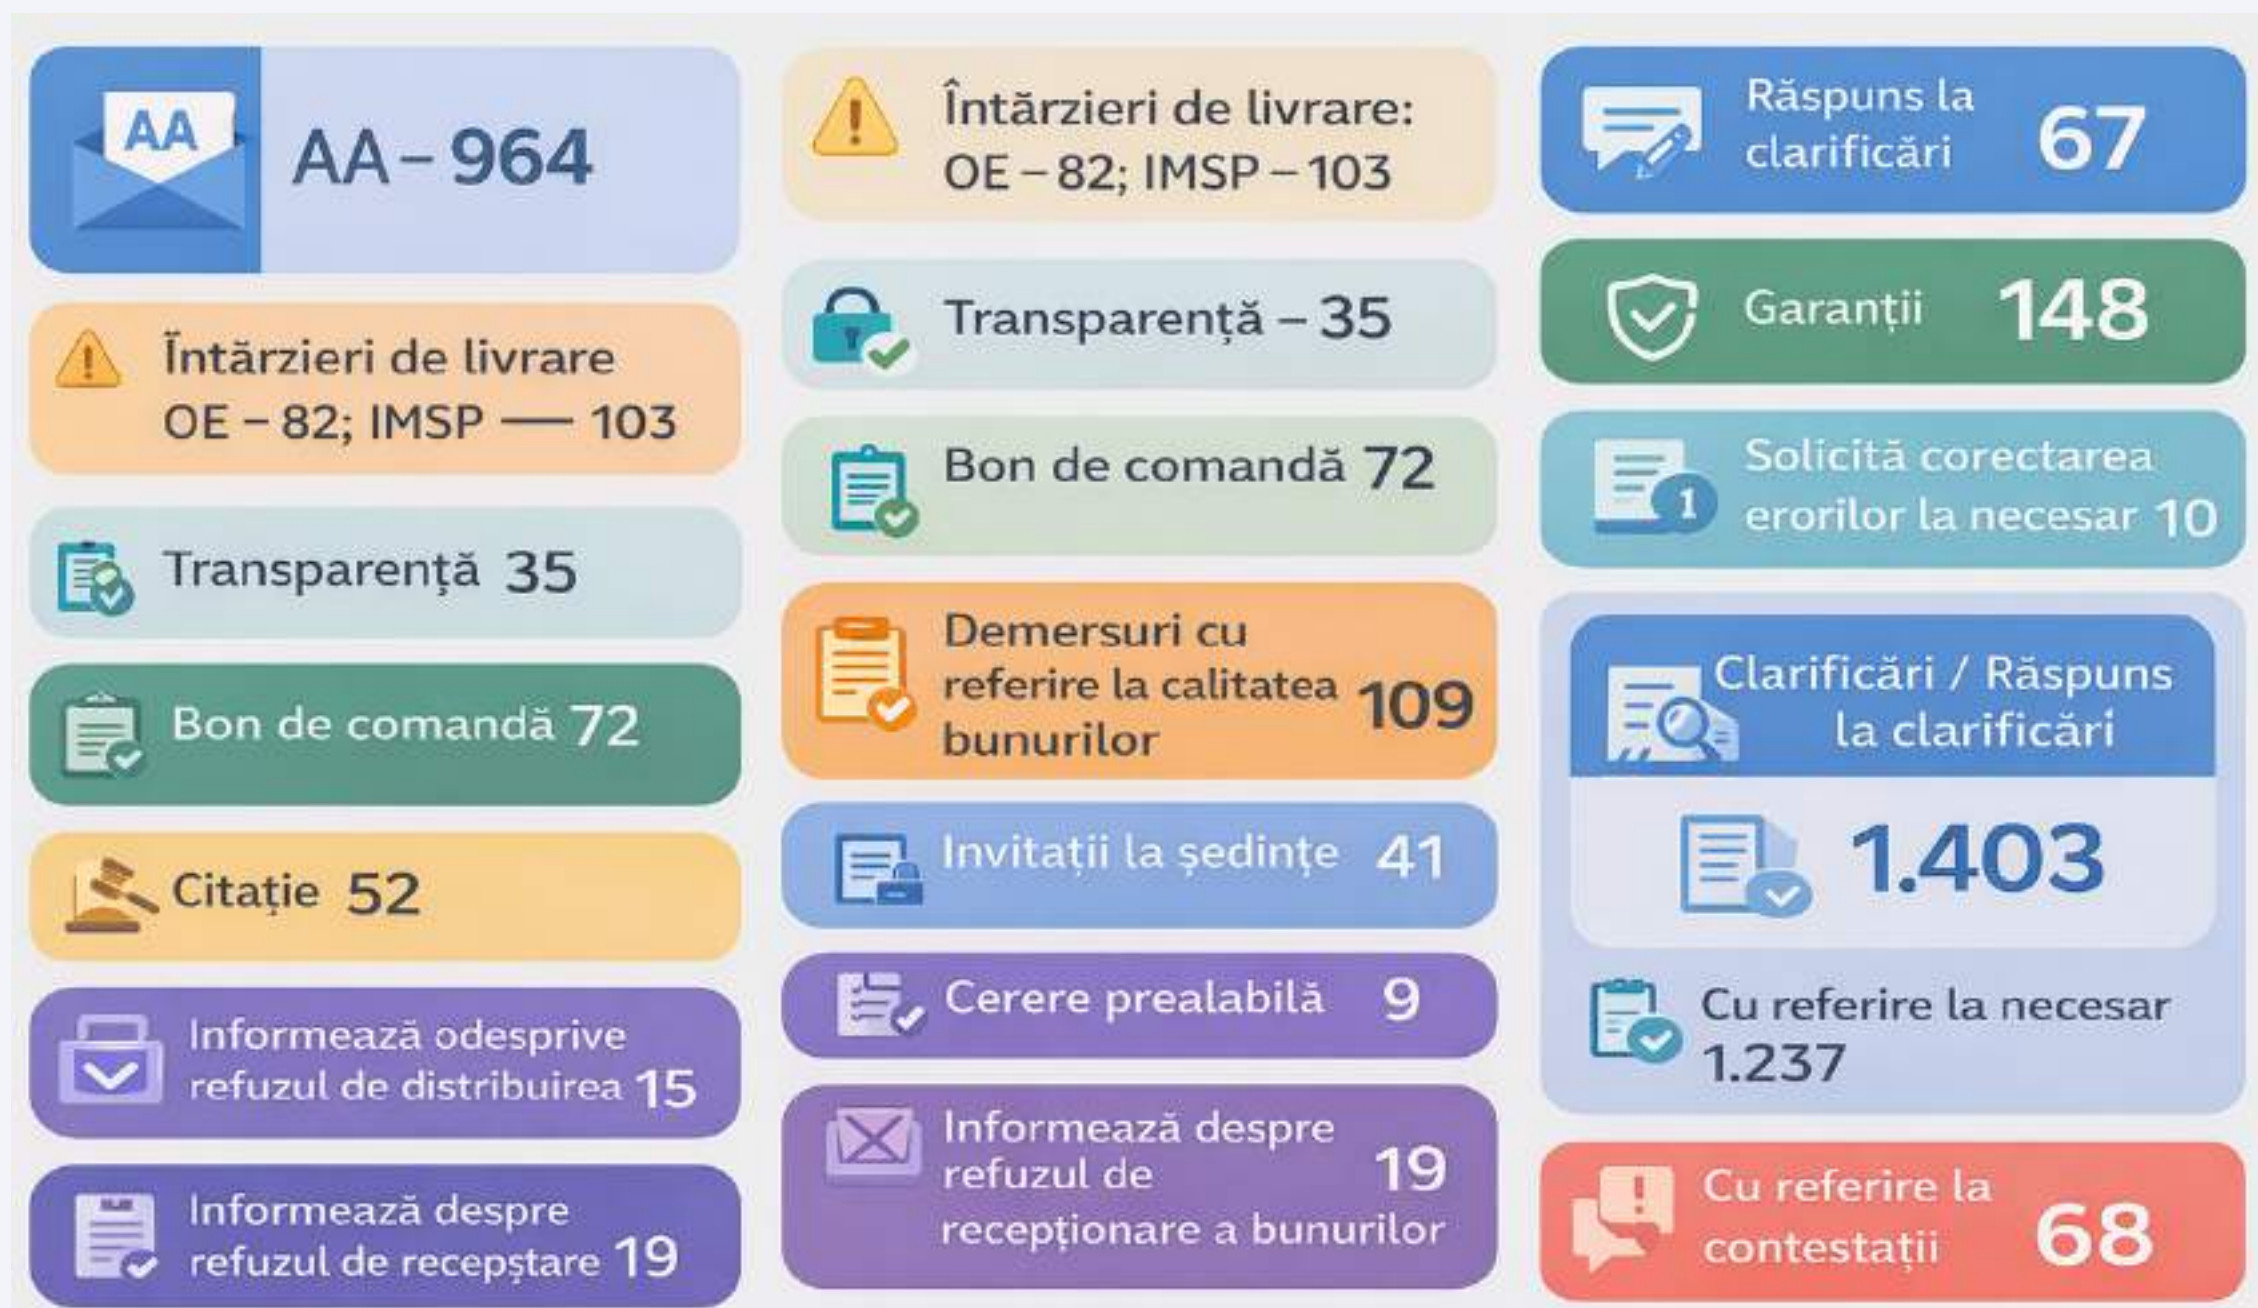 AA
AA – 964
Întârzieri de livrare
OE – 82; IMSP — 103
Transparență 35
Bon de comandă 72
Citație 52
Informează odesprive
refuzul de distribuirea 15
Informează despre
refuzul de recepștare 19
Întârzieri de livrare:
OE – 82; IMSP – 103
Transparență – 35
Bon de comandă 72
Demersuri cu
referire la calitatea 109
bunurilor
Invitații la ședințe 41
Cerere prealabilă 9
Informează despre
refuzul de 19
recepționare a bunurilor
Răspuns la
clarificări 67
Garanții 148
Solicită corectarea
1 erorilor la necesar 10
Clarificări / Răspuns
la clarificări
1.403
Cu referire la necesar
1.237
Cu referire la
contestații 68